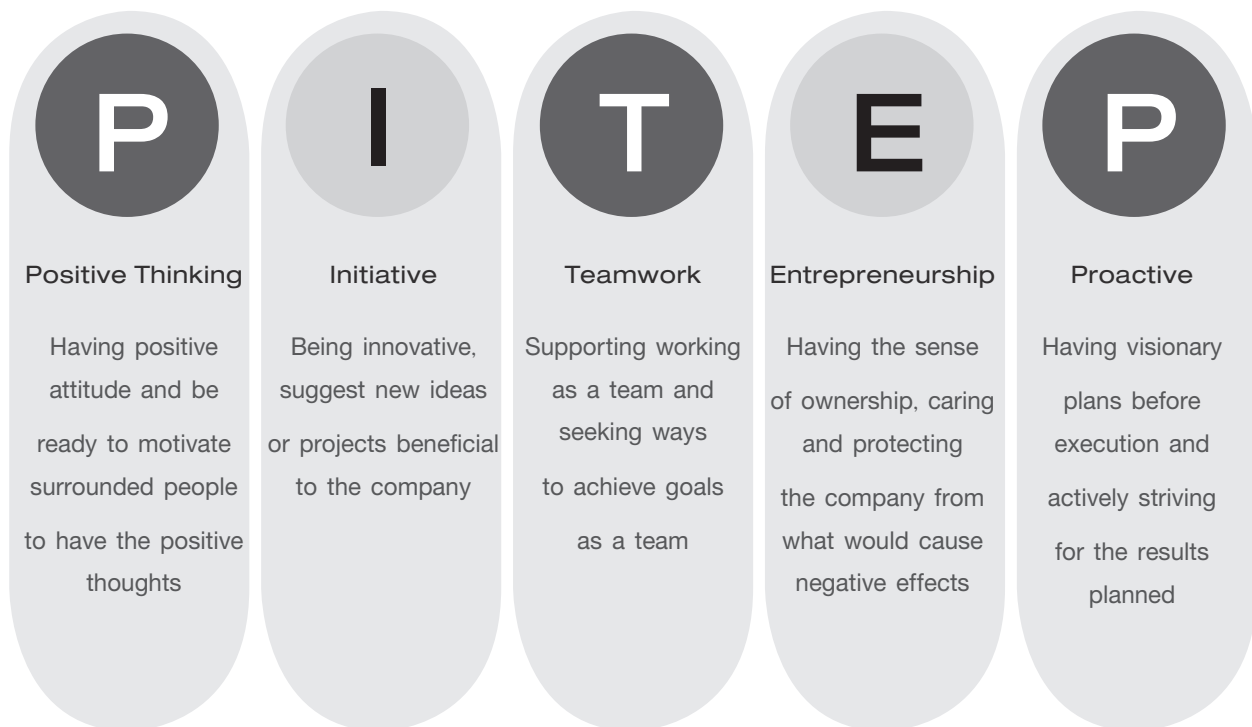 P
Positive Thinking
Having positive
attitude and be
ready to motivate
surrounded people
to have the positive
thoughts
I
Initiative
Being innovative,
suggest new ideas
or projects beneficial
to the company
T
Teamwork
Supporting working
as a team and
seeking ways
to achieve goals
as a team
E
Entrepreneurship
Having the sense
of ownership, caring
and protecting
the company from
what would cause
negative effects
P
Proactive
Having visionary
plans before
execution and
actively striving
for the results
planned